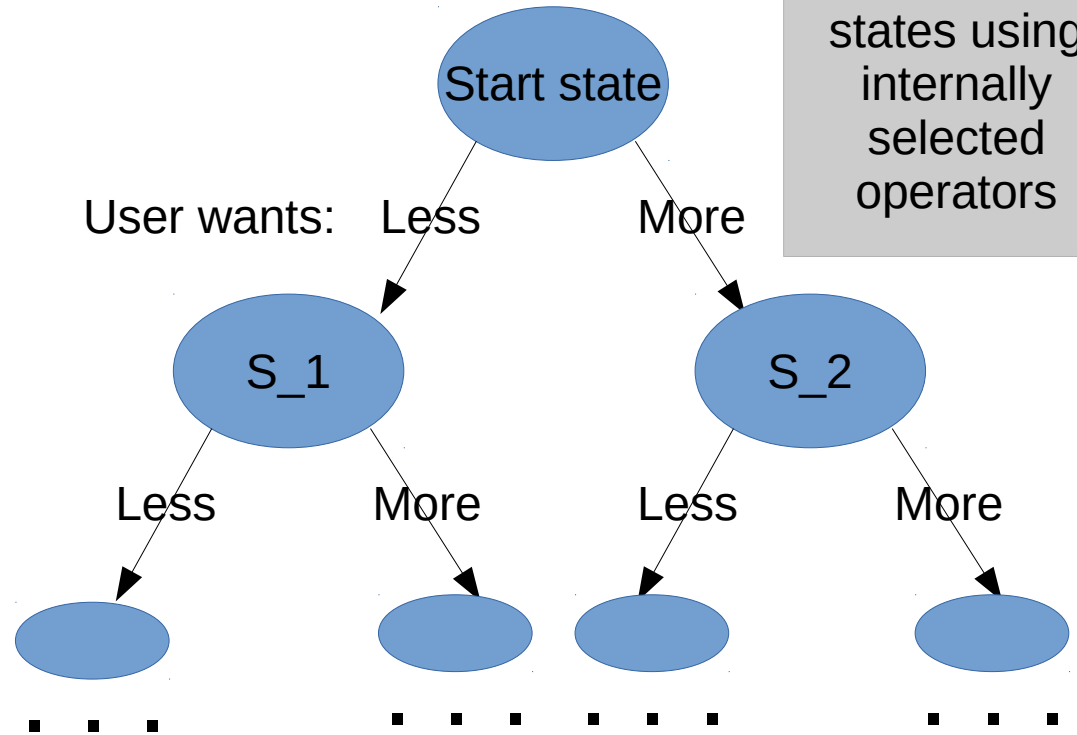 Start state
states using
internally
selected
operators
User wants: Less More
S_1 S_2
Less More Less More
. . . . . . . . . . . .